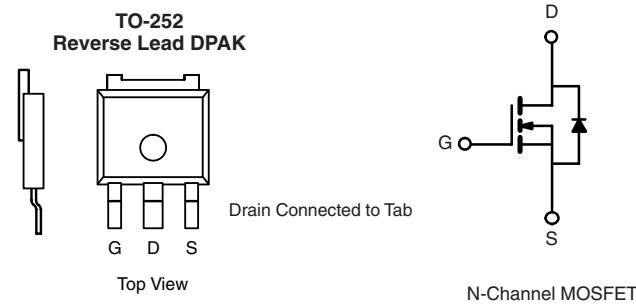 TO-252
Reverse Lead DPAK
Drain Connected to Tab
G D S
Top View
D
G
S
N-Channel MOSFET